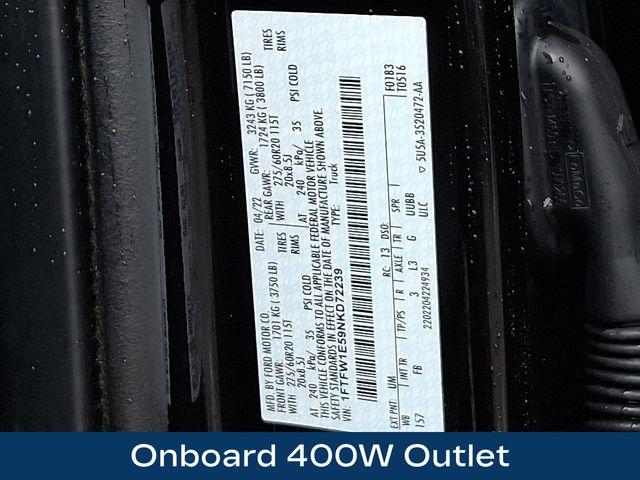 MFD. BY FORD MOTOR CO.
DATE: 04/22 GVWR: 3243 KG ( 7150 LB)
FRONT GAWR: 1701 KG ( 3750 LB) REAR GAWR: 1724 KG ( 3800 LB)
275/60R20 115T TIRES WITH 275/60R20 115T TIRES
20x8.5J RIMS 20x8.5J RIMS
AT 240 kPa/ 35 PSI COLD AT 240 kPa/ 35 PSI COLD
THIS VEHICLE CONFORMS TO ALL APPLICABLE FEDERAL MOTOR VEHICLE
SAFETY STANDARDS IN EFFECT ON THE DATE OF MANUFACTURE SHOWN ABOVE.
VIN: 1FTFW1E59NKD72239 TYPE: Truck
F0183
T0516
EXT PNT: UM RC: 13 DSO:
WB INT TR TP/PS R AXLE TR SPR
157 FB 3 L3 G UUBB
2202204224934 ULC
5U5A-3520472-AA
Onboard 400W Outlet